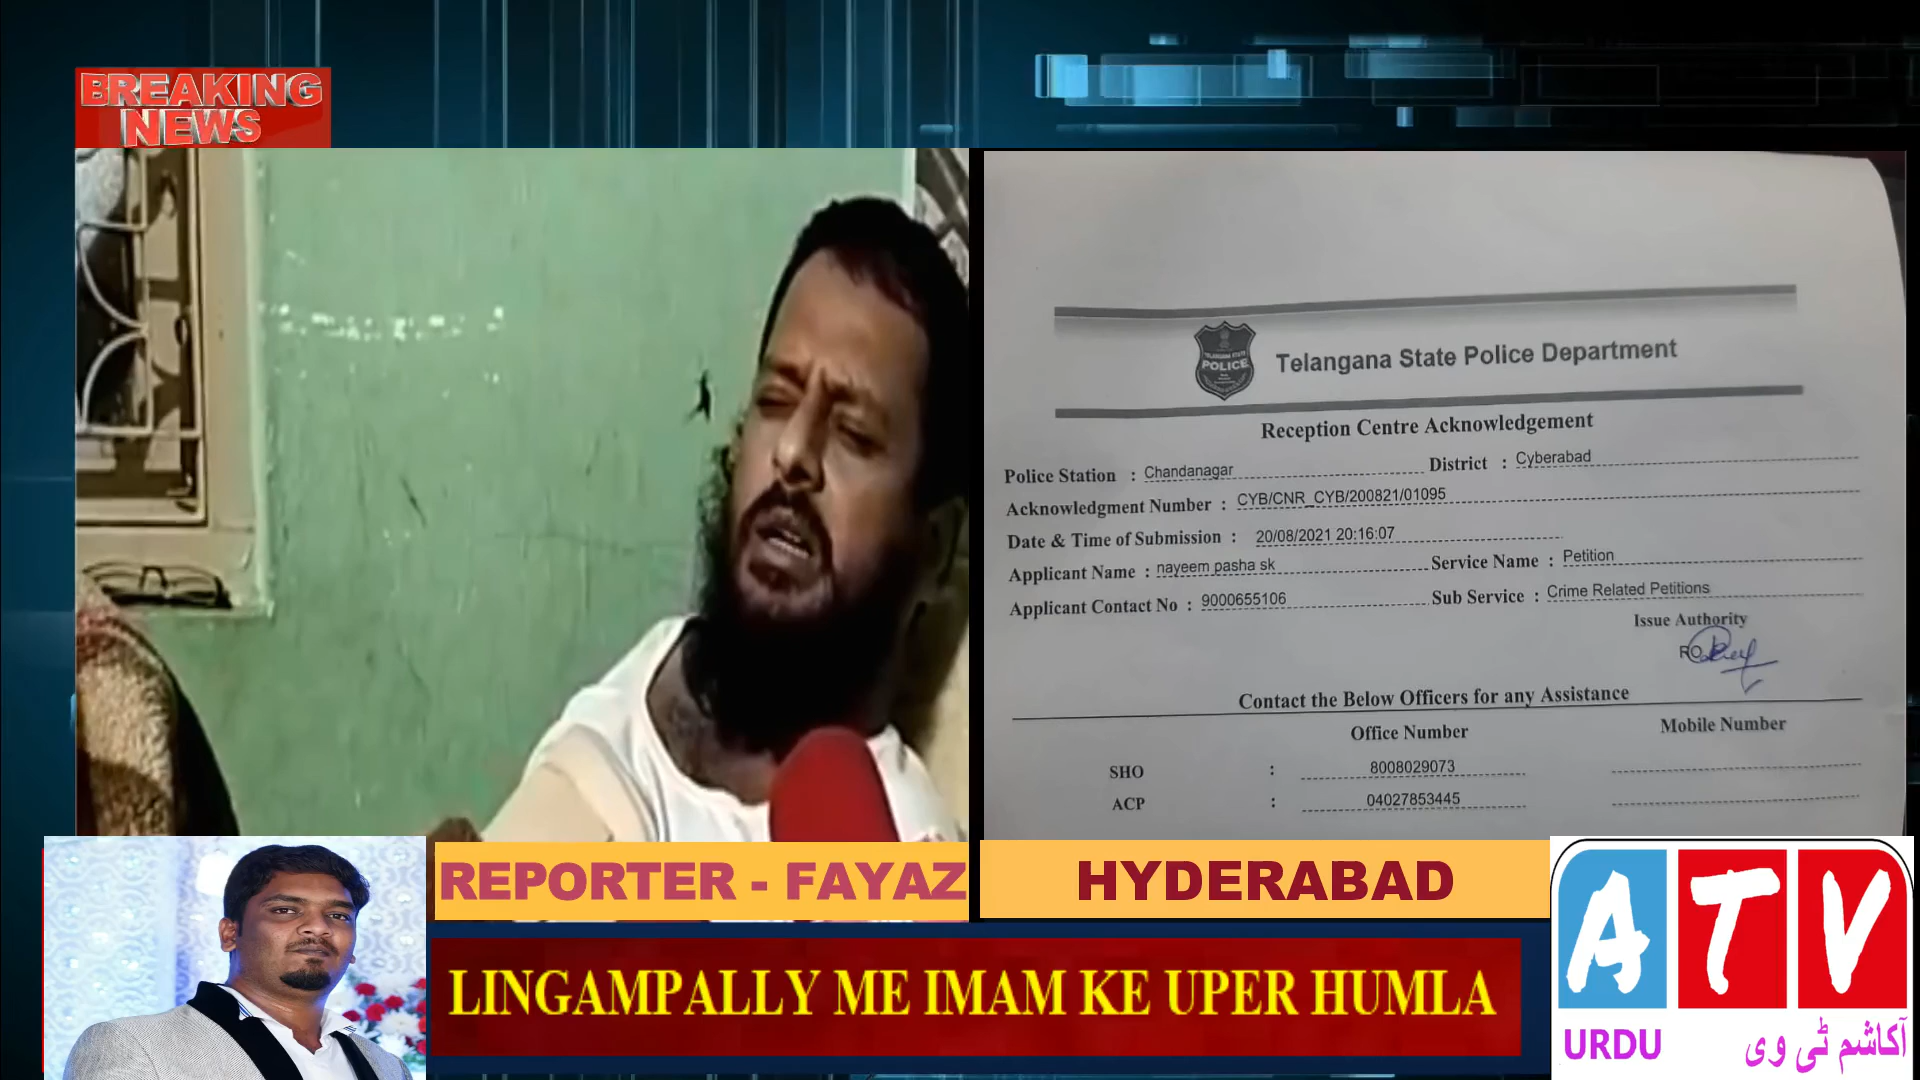 BREAKING
NEWS
TELANGANA STATE
POLICE
Telangana State Police Department
Reception Centre Acknowledgement
Police Station : Chandanagar District : Cyberabad
Acknowledgment Number : CYB/CNR_CYB/200821/01095
Date & Time of Submission : 20/08/2021 20:16:07
Applicant Name : nayeem pasha sk Service Name : Petition
Applicant Contact No : 9000655106 Sub Service : Crime Related Petitions
Issue Authority
RO
Contact the Below Officers for any Assistance
Office Number Mobile Number
SHO : 8008029073
ACP : 04027853445
REPORTER - FAYAZ
HYDERABAD
LINGAMPALLY ME IMAM KE UPER HUMLA
ATV
URDU آکاشم ٹی وی